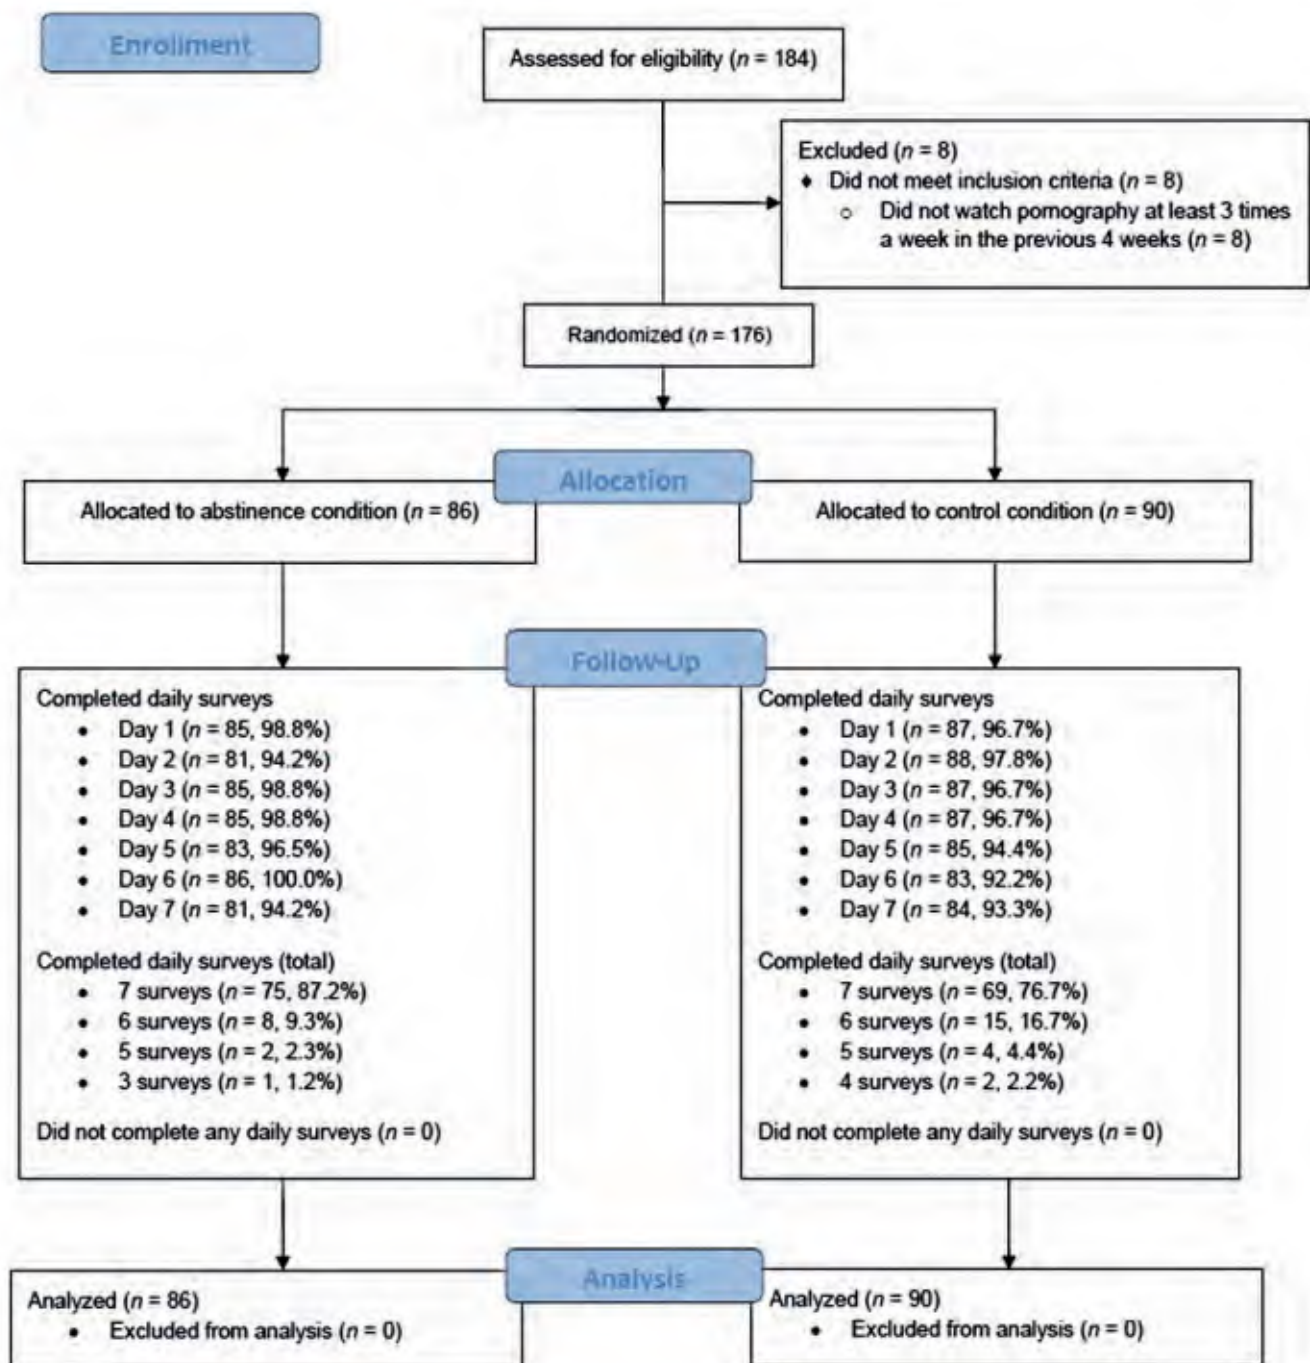 Enrollment
Assessed for eligibility (n = 184)
Excluded (n = 8)
♦ Did not meet inclusion criteria (n = 8)
○ Did not watch pornography at least 3 times
a week in the previous 4 weeks (n = 8)
Randomized (n = 176)
Allocation
Allocated to abstinence condition (n = 86)
Allocated to control condition (n = 90)
Follow-Up
Completed daily surveys
• Day 1 (n = 85, 98.8%)
• Day 2 (n = 81, 94.2%)
• Day 3 (n = 85, 98.8%)
• Day 4 (n = 85, 98.8%)
• Day 5 (n = 83, 96.5%)
• Day 6 (n = 86, 100.0%)
• Day 7 (n = 81, 94.2%)
Completed daily surveys (total)
• 7 surveys (n = 75, 87.2%)
• 6 surveys (n = 8, 9.3%)
• 5 surveys (n = 2, 2.3%)
• 3 surveys (n = 1, 1.2%)
Did not complete any daily surveys (n = 0)
Completed daily surveys
• Day 1 (n = 87, 96.7%)
• Day 2 (n = 88, 97.8%)
• Day 3 (n = 87, 96.7%)
• Day 4 (n = 87, 96.7%)
• Day 5 (n = 85, 94.4%)
• Day 6 (n = 83, 92.2%)
• Day 7 (n = 84, 93.3%)
Completed daily surveys (total)
• 7 surveys (n = 69, 76.7%)
• 6 surveys (n = 15, 16.7%)
• 5 surveys (n = 4, 4.4%)
• 4 surveys (n = 2, 2.2%)
Did not complete any daily surveys (n = 0)
Analysis
Analyzed (n = 86)
• Excluded from analysis (n = 0)
Analyzed (n = 90)
• Excluded from analysis (n = 0)